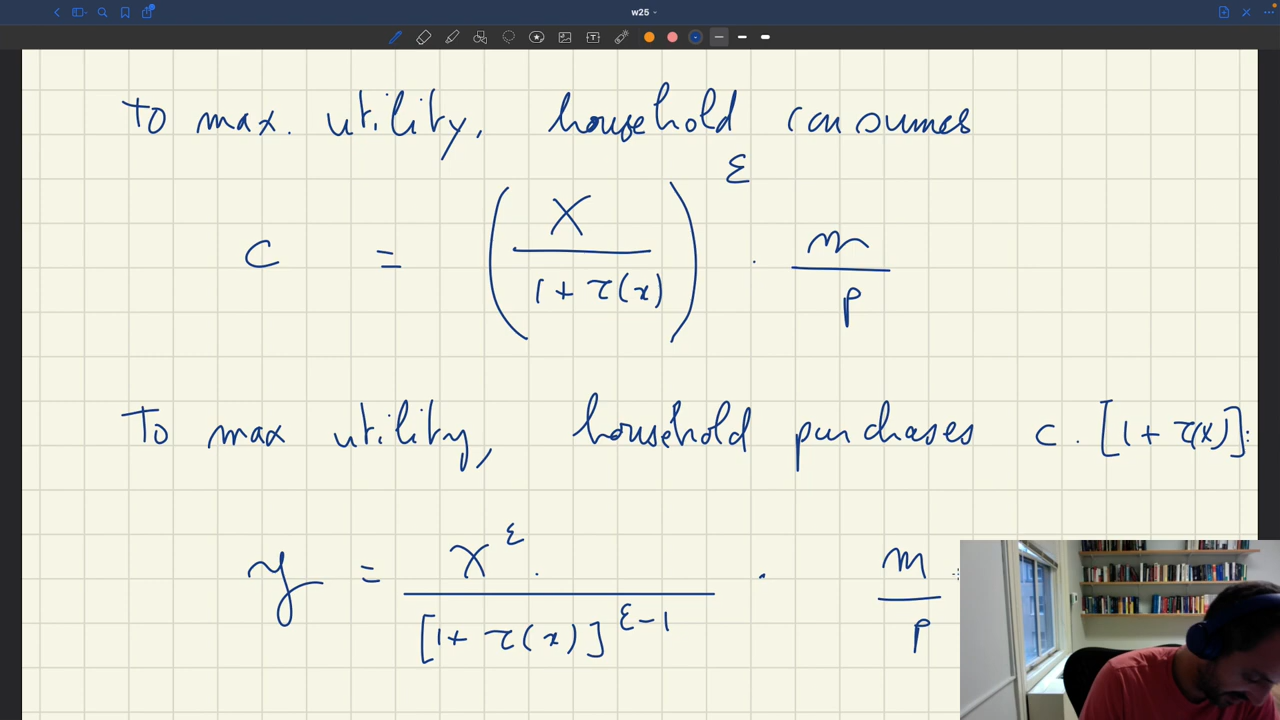 w25
To max. utility, household consumes
c = (X / 1 + τ(x))^ε · m / p
To max utility, household purchases c · [1 + τ(x)]:
y = X^ε / [1 + τ(x)]^(ε-1) · m / p